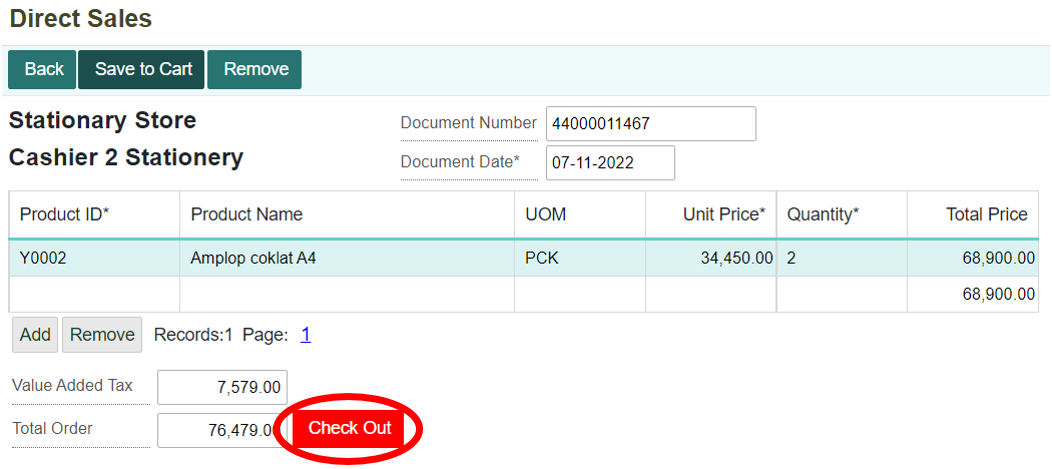 Direct Sales
Back Save to Cart Remove
Stationary Store
Document Number 44000011467
Cashier 2 Stationery
Document Date* 07-11-2022
Product ID* Product Name UOM Unit Price* Quantity* Total Price
Y0002 Amplop coklat A4 PCK 34,450.00 2 68,900.00
68,900.00
Add Remove Records:1 Page: 1
Value Added Tax 7,579.00
Total Order 76,479.00 Check Out